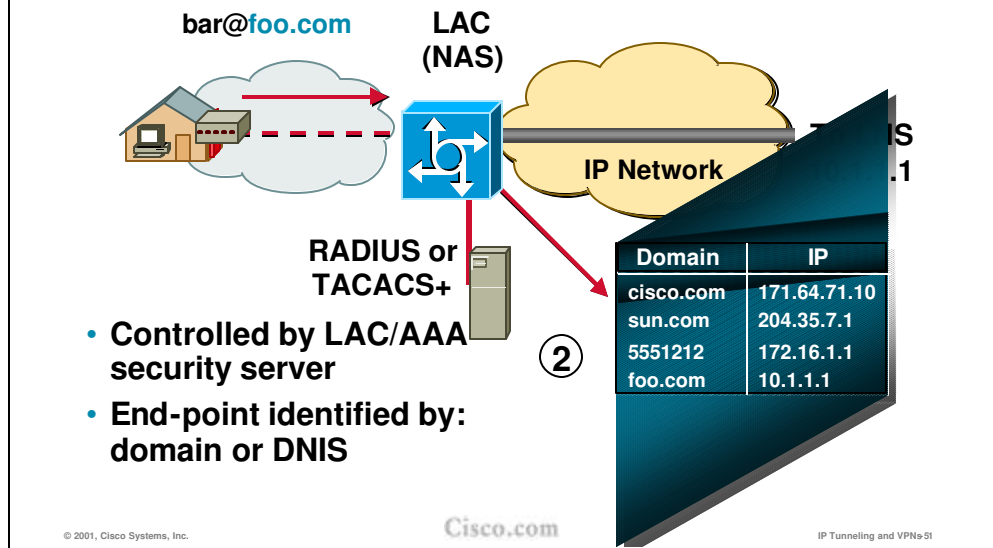 bar@foo.com
LAC
(NAS)
IP Network
.1
RADIUS or
TACACS+
Domain IP
cisco.com 171.64.71.10
sun.com 204.35.7.1
5551212 172.16.1.1
foo.com 10.1.1.1
• Controlled by LAC/AAA
security server
2
• End-point identified by:
domain or DNIS
© 2001, Cisco Systems, Inc.
Cisco.com
IP Tunneling and VPNs-51